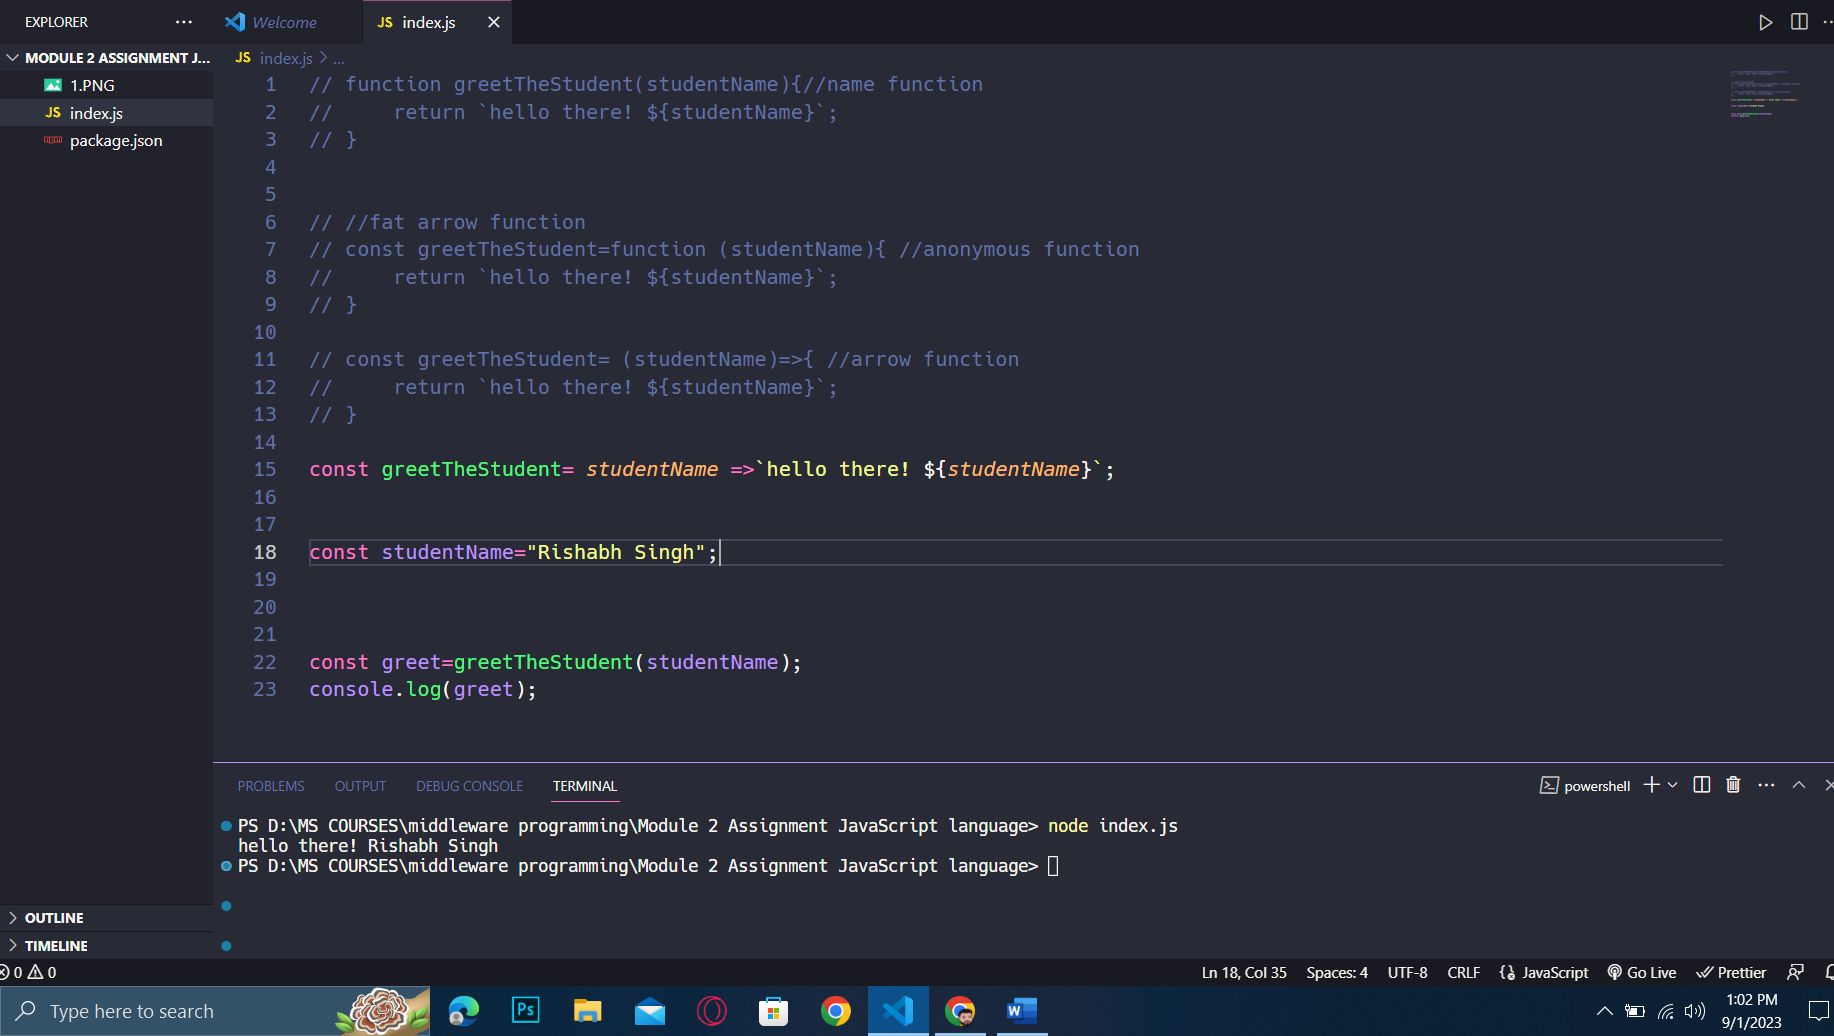 EXPLORER
Welcome
JS index.js
MODULE 2 ASSIGNMENT J...
JS index.js > ...
1.PNG
JS index.js
package.json
1 // function greetTheStudent(studentName){//name function
2 //     return `hello there! ${studentName}`;
3 // }
4
5
6 // //fat arrow function
7 // const greetTheStudent=function (studentName){ //anonymous function
8 //     return `hello there! ${studentName}`;
9 // }
10
11 // const greetTheStudent= (studentName)=>{ //arrow function
12 //     return `hello there! ${studentName}`;
13 // }
14
15 const greetTheStudent= studentName =>`hello there! ${studentName}`;
16
17
18 const studentName="Rishabh Singh";
19
20
21
22 const greet=greetTheStudent(studentName);
23 console.log(greet);
PROBLEMS OUTPUT DEBUG CONSOLE TERMINAL
powershell
PS D:\MS COURSES\middleware programming\Module 2 Assignment JavaScript language> node index.js
hello there! Rishabh Singh
PS D:\MS COURSES\middleware programming\Module 2 Assignment JavaScript language>
OUTLINE
TIMELINE
0 0
Ln 18, Col 35 Spaces: 4 UTF-8 CRLF JavaScript Go Live Prettier
Type here to search
Ps
W
1:02 PM
9/1/2023